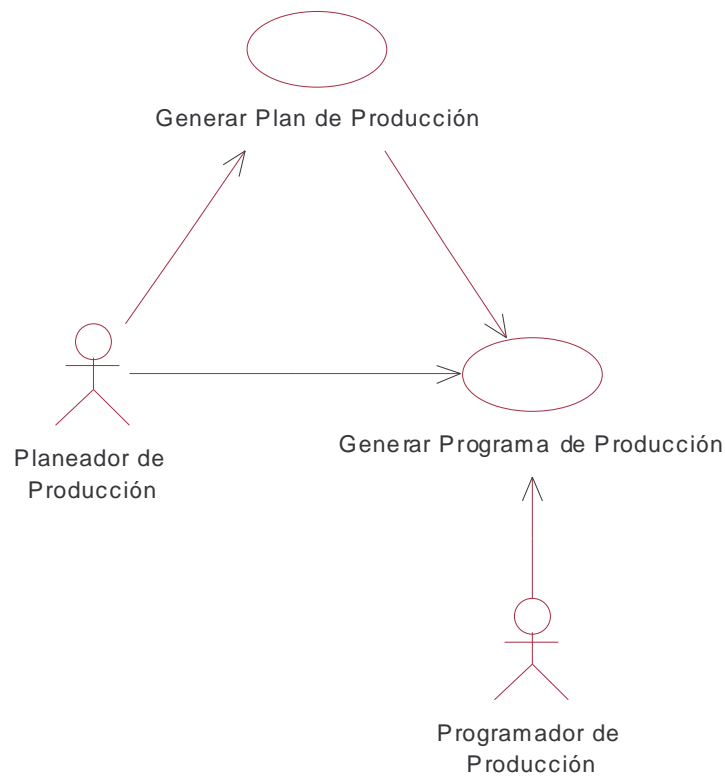 Generar Plan de Producción
Planeador de
Producción
Generar Programa de Producción
Programador de
Producción